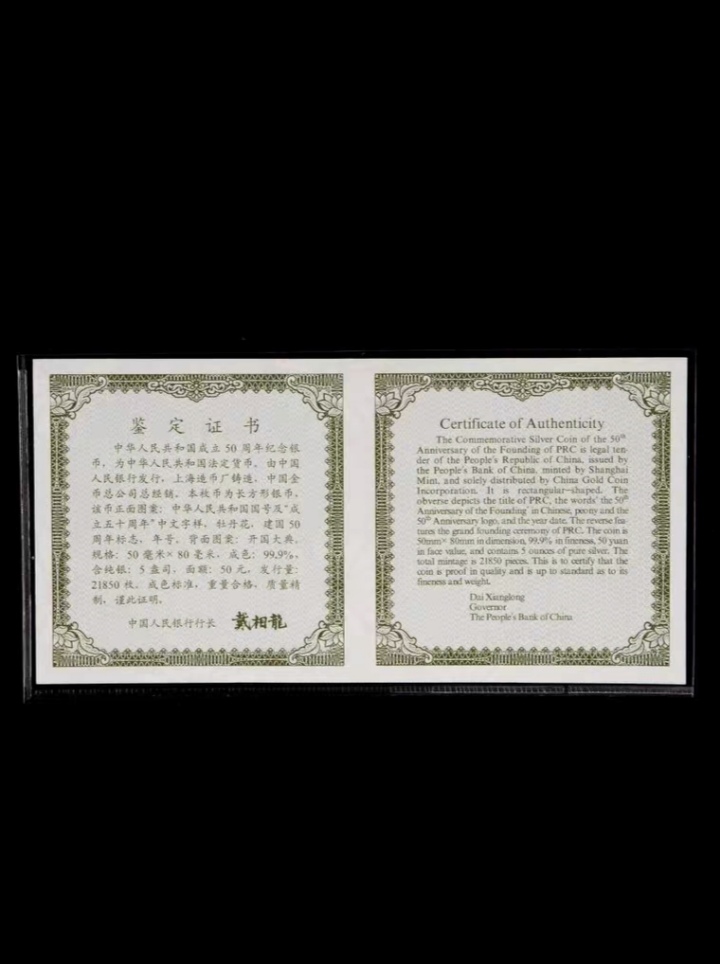 鉴定证书
中华人民共和国成立50周年纪念银
币，为中华人民共和国法定货币。由中国
人民银行发行，上海造币厂铸造，中国金
币总公司总经销。本枚币为长方形银币，
该币正面图案：中华人民共和国国号及“成
立五十周年”中文字样，牡丹花，建国50
周年标志，年号。背面图案：开国大典。
规格：50毫米×80毫米，成色：99.9%，
含纯银：5盎司，面额：50元，发行量：
21850枚。成色标准，重量合格，质量精
制，谨此证明。
中国人民银行行长 戴相龍
Certificate of Authenticity
The Commemorative Silver Coin of the 50th
Anniversary of the Founding of PRC is legal ten-
der of the People's Republic of China, issued by
the People's Bank of China, minted by Shanghai
Mint, and solely distributed by China Gold Coin
Incorporation. It is rectangular-shaped. The
obverse depicts the title of PRC, the words' the 50th
Anniversary of the Founding' in Chinese, peony and the
50th Anniversary logo, and the year date. The reverse fea-
tures the grand founding ceremony of PRC. The coin is
50mm× 80mm in dimension, 99.9% in fineness, 50 yuan
in face value, and contains 5 ounces of pure silver. The
total mintage is 21850 pieces. This is to certify that the
coin is proof in quality and is up to standard as to its
fineness and weight.
Dai Xianglong
Governor
The People's Bank of China